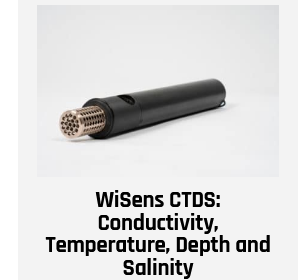 WiSens CTDS:
Conductivity,
Temperature, Depth and
Salinity